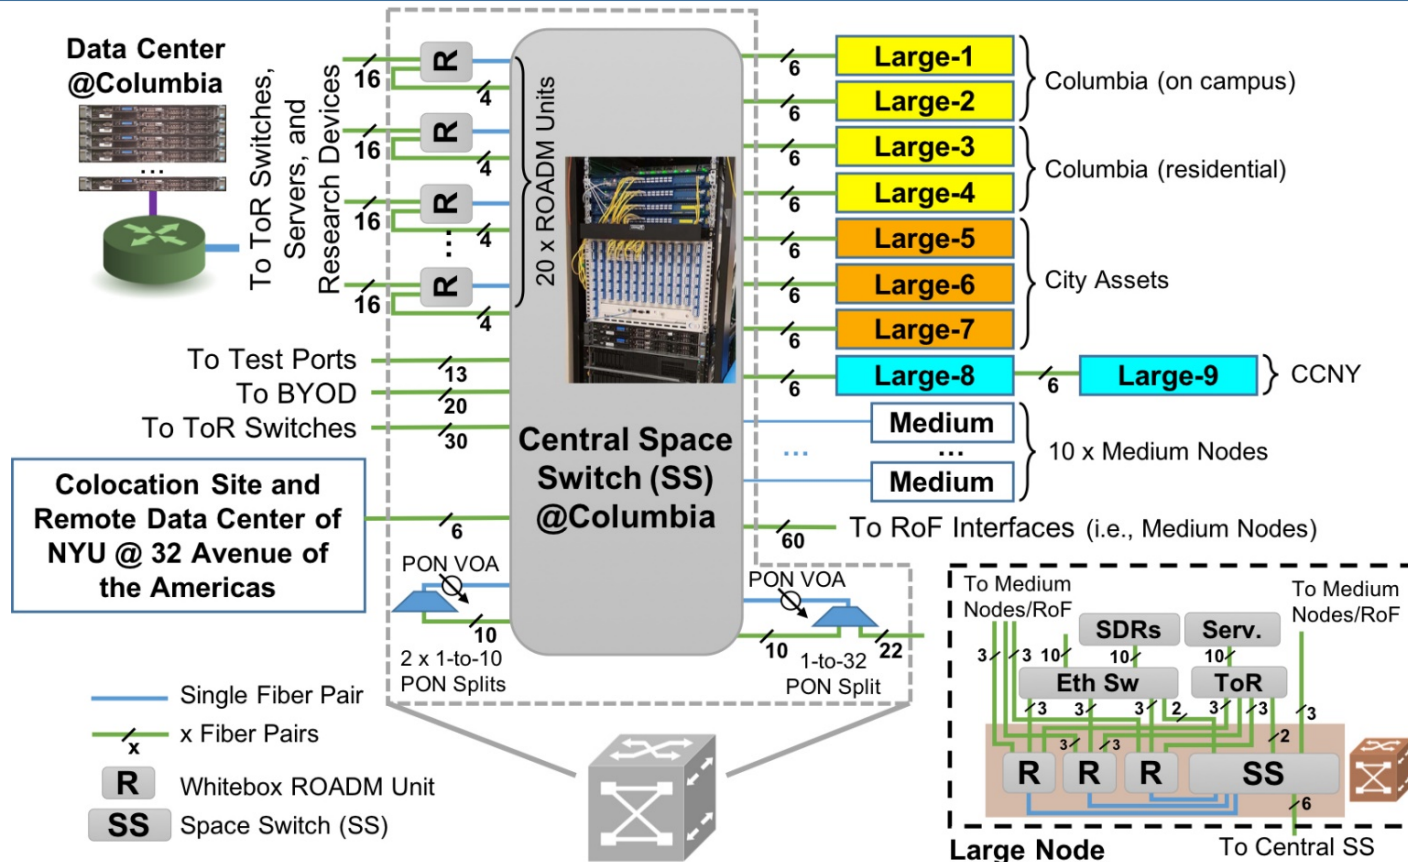 Data Center
@Columbia
...
To ToR Switches,
Servers, and
Research Devices
16
R
4
16
R
4
16
R
4
...
16
R
4
20 x ROADM Units
To Test Ports
13
To BYOD
20
To ToR Switches
30
Colocation Site and
Remote Data Center of
NYU @ 32 Avenue of
the Americas
6
Central Space
Switch (SS)
@Columbia
6
Large-1
6
Large-2
Columbia (on campus)
6
Large-3
6
Large-4
Columbia (residential)
6
Large-5
6
Large-6
6
Large-7
City Assets
6
Large-8
6
Large-9
CCNY
Medium
...
...
Medium
10 x Medium Nodes
60
To RoF Interfaces (i.e., Medium Nodes)
PON VOA
10
2 x 1-to-10
PON Splits
PON VOA
10
22
1-to-32
PON Split
Single Fiber Pair
x
x Fiber Pairs
R
Whitebox ROADM Unit
SS
Space Switch (SS)
To Medium
Nodes/RoF
To Medium
Nodes/RoF
SDRs
Serv.
3
3
10
10
10
Eth Sw
ToR
3
3
3
2
3
3
3
3
3
2
R
R
R
SS
6
To Central SS
Large Node